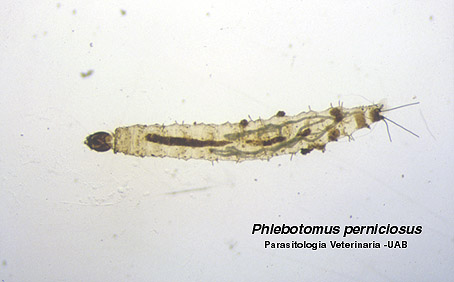 Phlebotomus perniciosus
Parasitologia Veterinaria -UAB